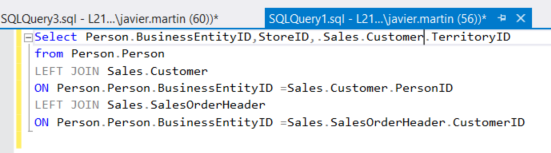 SQLQuery3.sql - L21...\javier.martin (60))*
SQLQuery1.sql - L21...\javier.martin (56))*
Select Person.BusinessEntityID,StoreID,.Sales.Customer.TerritoryID
from Person.Person
LEFT JOIN Sales.Customer
ON Person.Person.BusinessEntityID =Sales.Customer.PersonID
LEFT JOIN Sales.SalesOrderHeader
ON Person.Person.BusinessEntityID =Sales.SalesOrderHeader.CustomerID